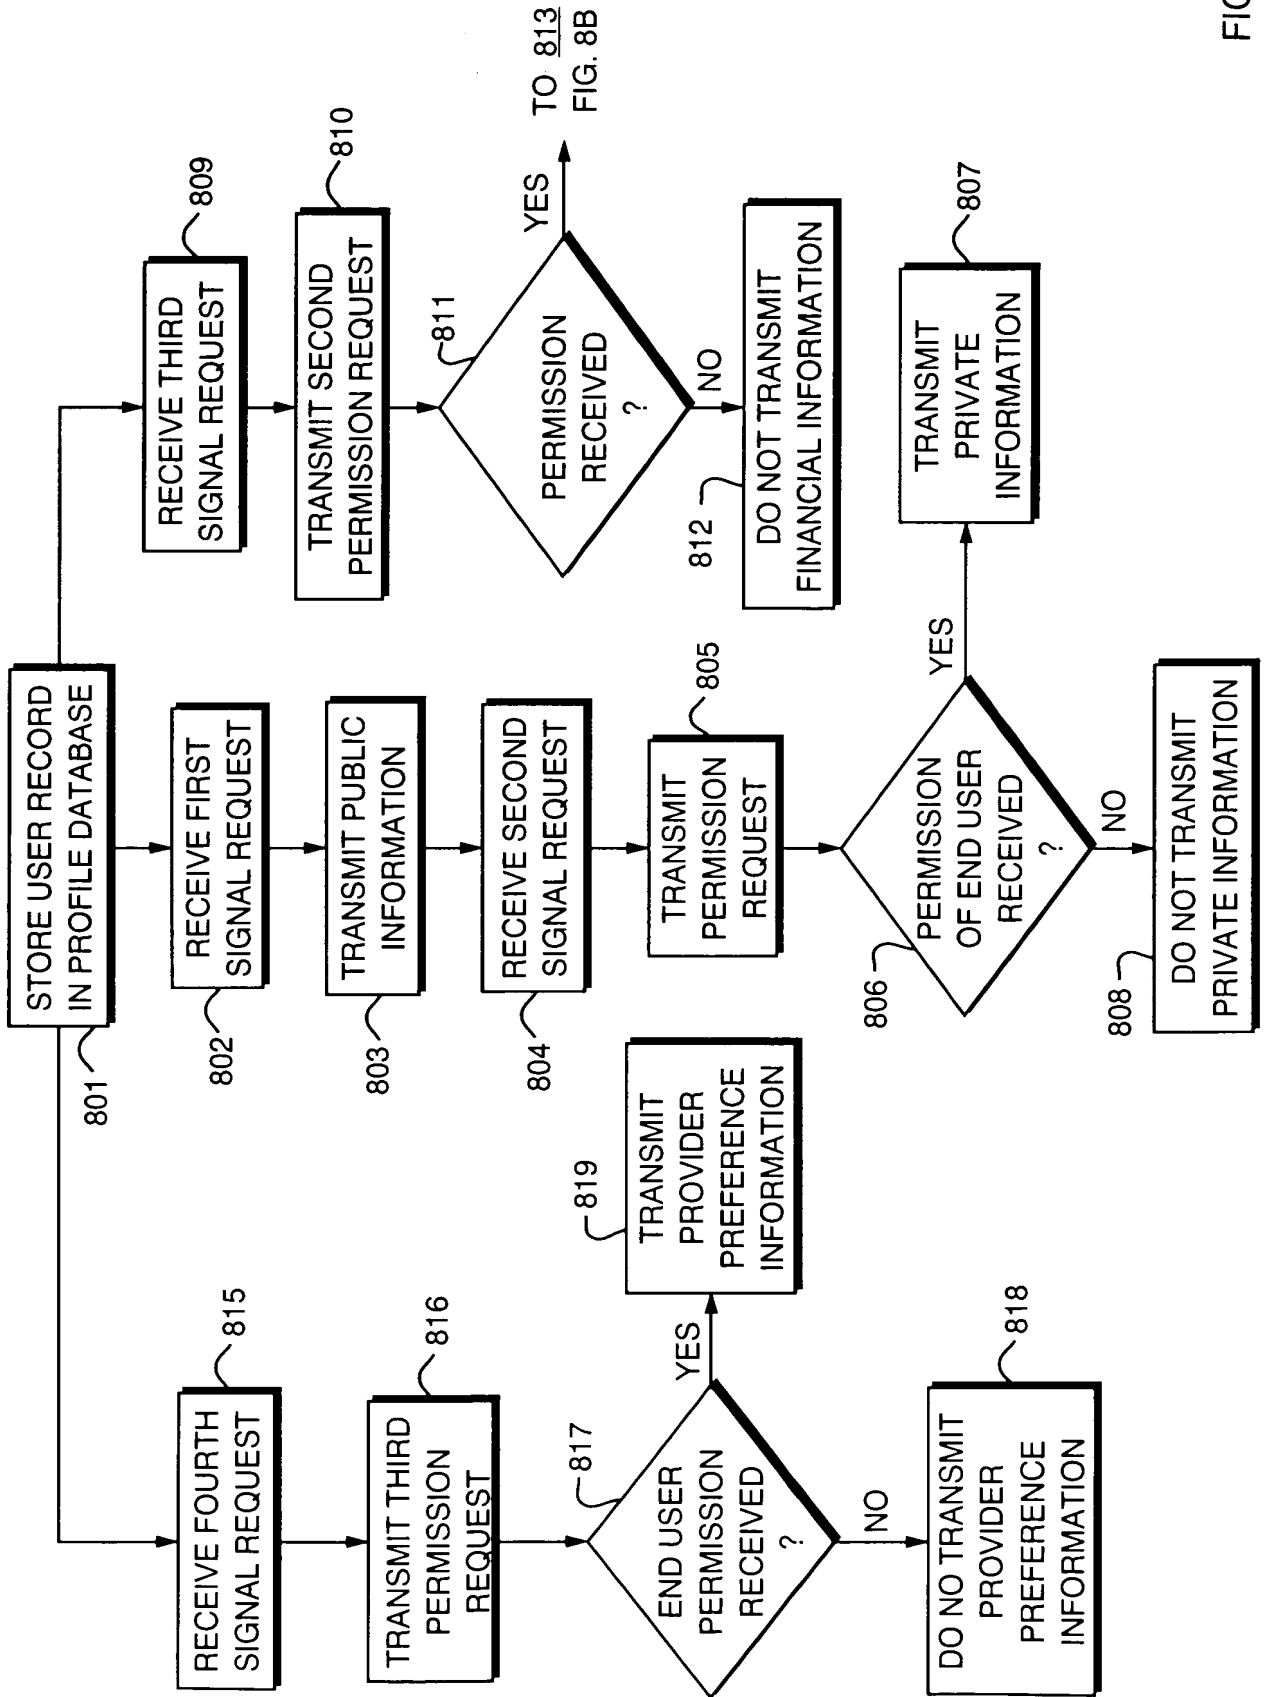 STORE USER RECORD
IN PROFILE DATABASE
801
RECEIVE FOURTH
SIGNAL REQUEST
815
TRANSMIT THIRD
PERMISSION
REQUEST
816
END USER
PERMISSION
RECEIVED
?
817
YES
TRANSMIT
PROVIDER
PREFERENCE
INFORMATION
819
NO
DO NO TRANSMIT
PROVIDER
PREFERENCE
INFORMATION
818
RECEIVE FIRST
SIGNAL REQUEST
802
TRANSMIT PUBLIC
INFORMATION
803
RECEIVE SECOND
SIGNAL REQUEST
804
TRANSMIT
PERMISSION
REQUEST
805
PERMISSION
OF END USER
RECEIVED
?
806
YES
TRANSMIT
PRIVATE
INFORMATION
807
NO
DO NOT TRANSMIT
PRIVATE INFORMATION
808
RECEIVE THIRD
SIGNAL REQUEST
809
TRANSMIT SECOND
PERMISSION REQUEST
810
PERMISSION
RECEIVED
?
811
YES
TO 813
FIG. 8B
NO
DO NOT TRANSMIT
FINANCIAL INFORMATION
812